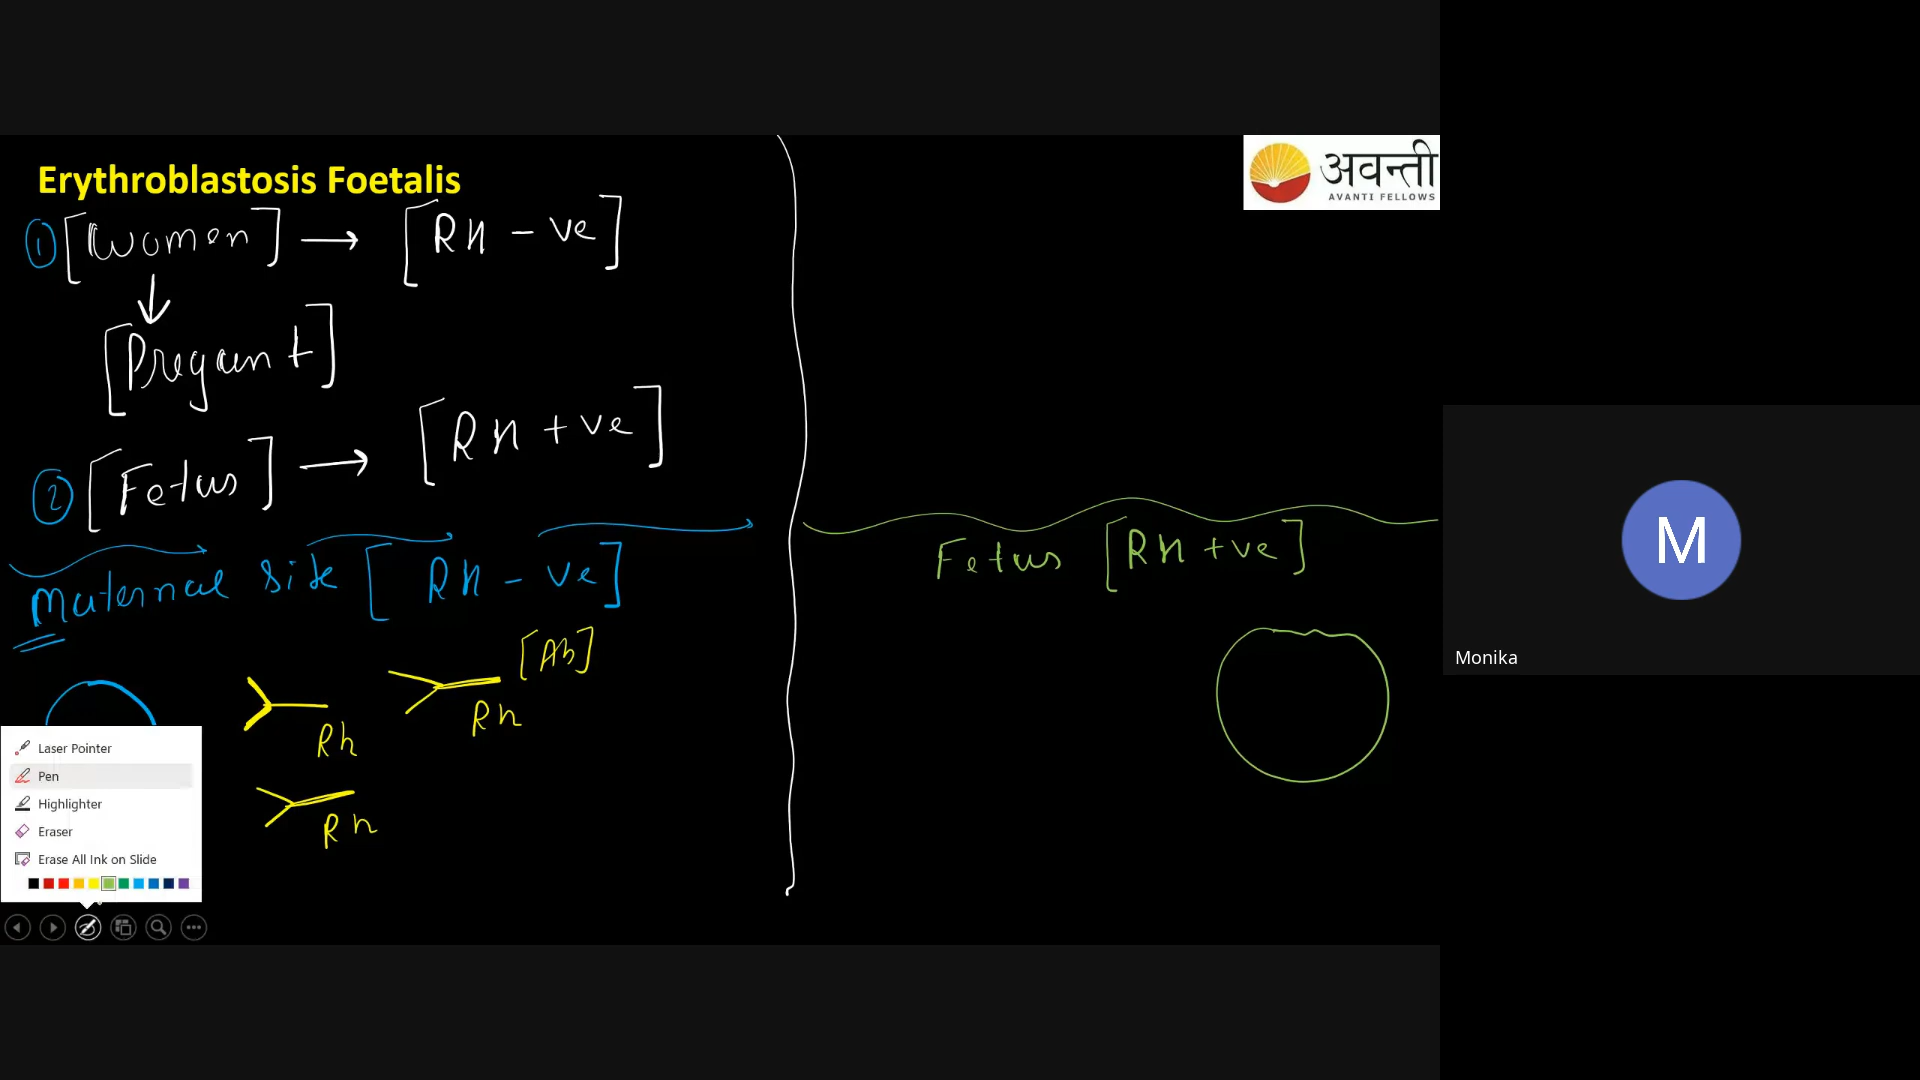 Erythroblastosis Foetalis
अवन्ती
AVANTI FELLOWS
① [Women] → [Rh - ve]
↓
[Pregant]
② [Fetus] → [Rh + ve]
Maternal side [Rh - ve]
Fetus [Rh +ve]
[Ab]
Rh
Rh
Rh
Laser Pointer
Pen
Highlighter
Eraser
Erase All Ink on Slide
M
Monika